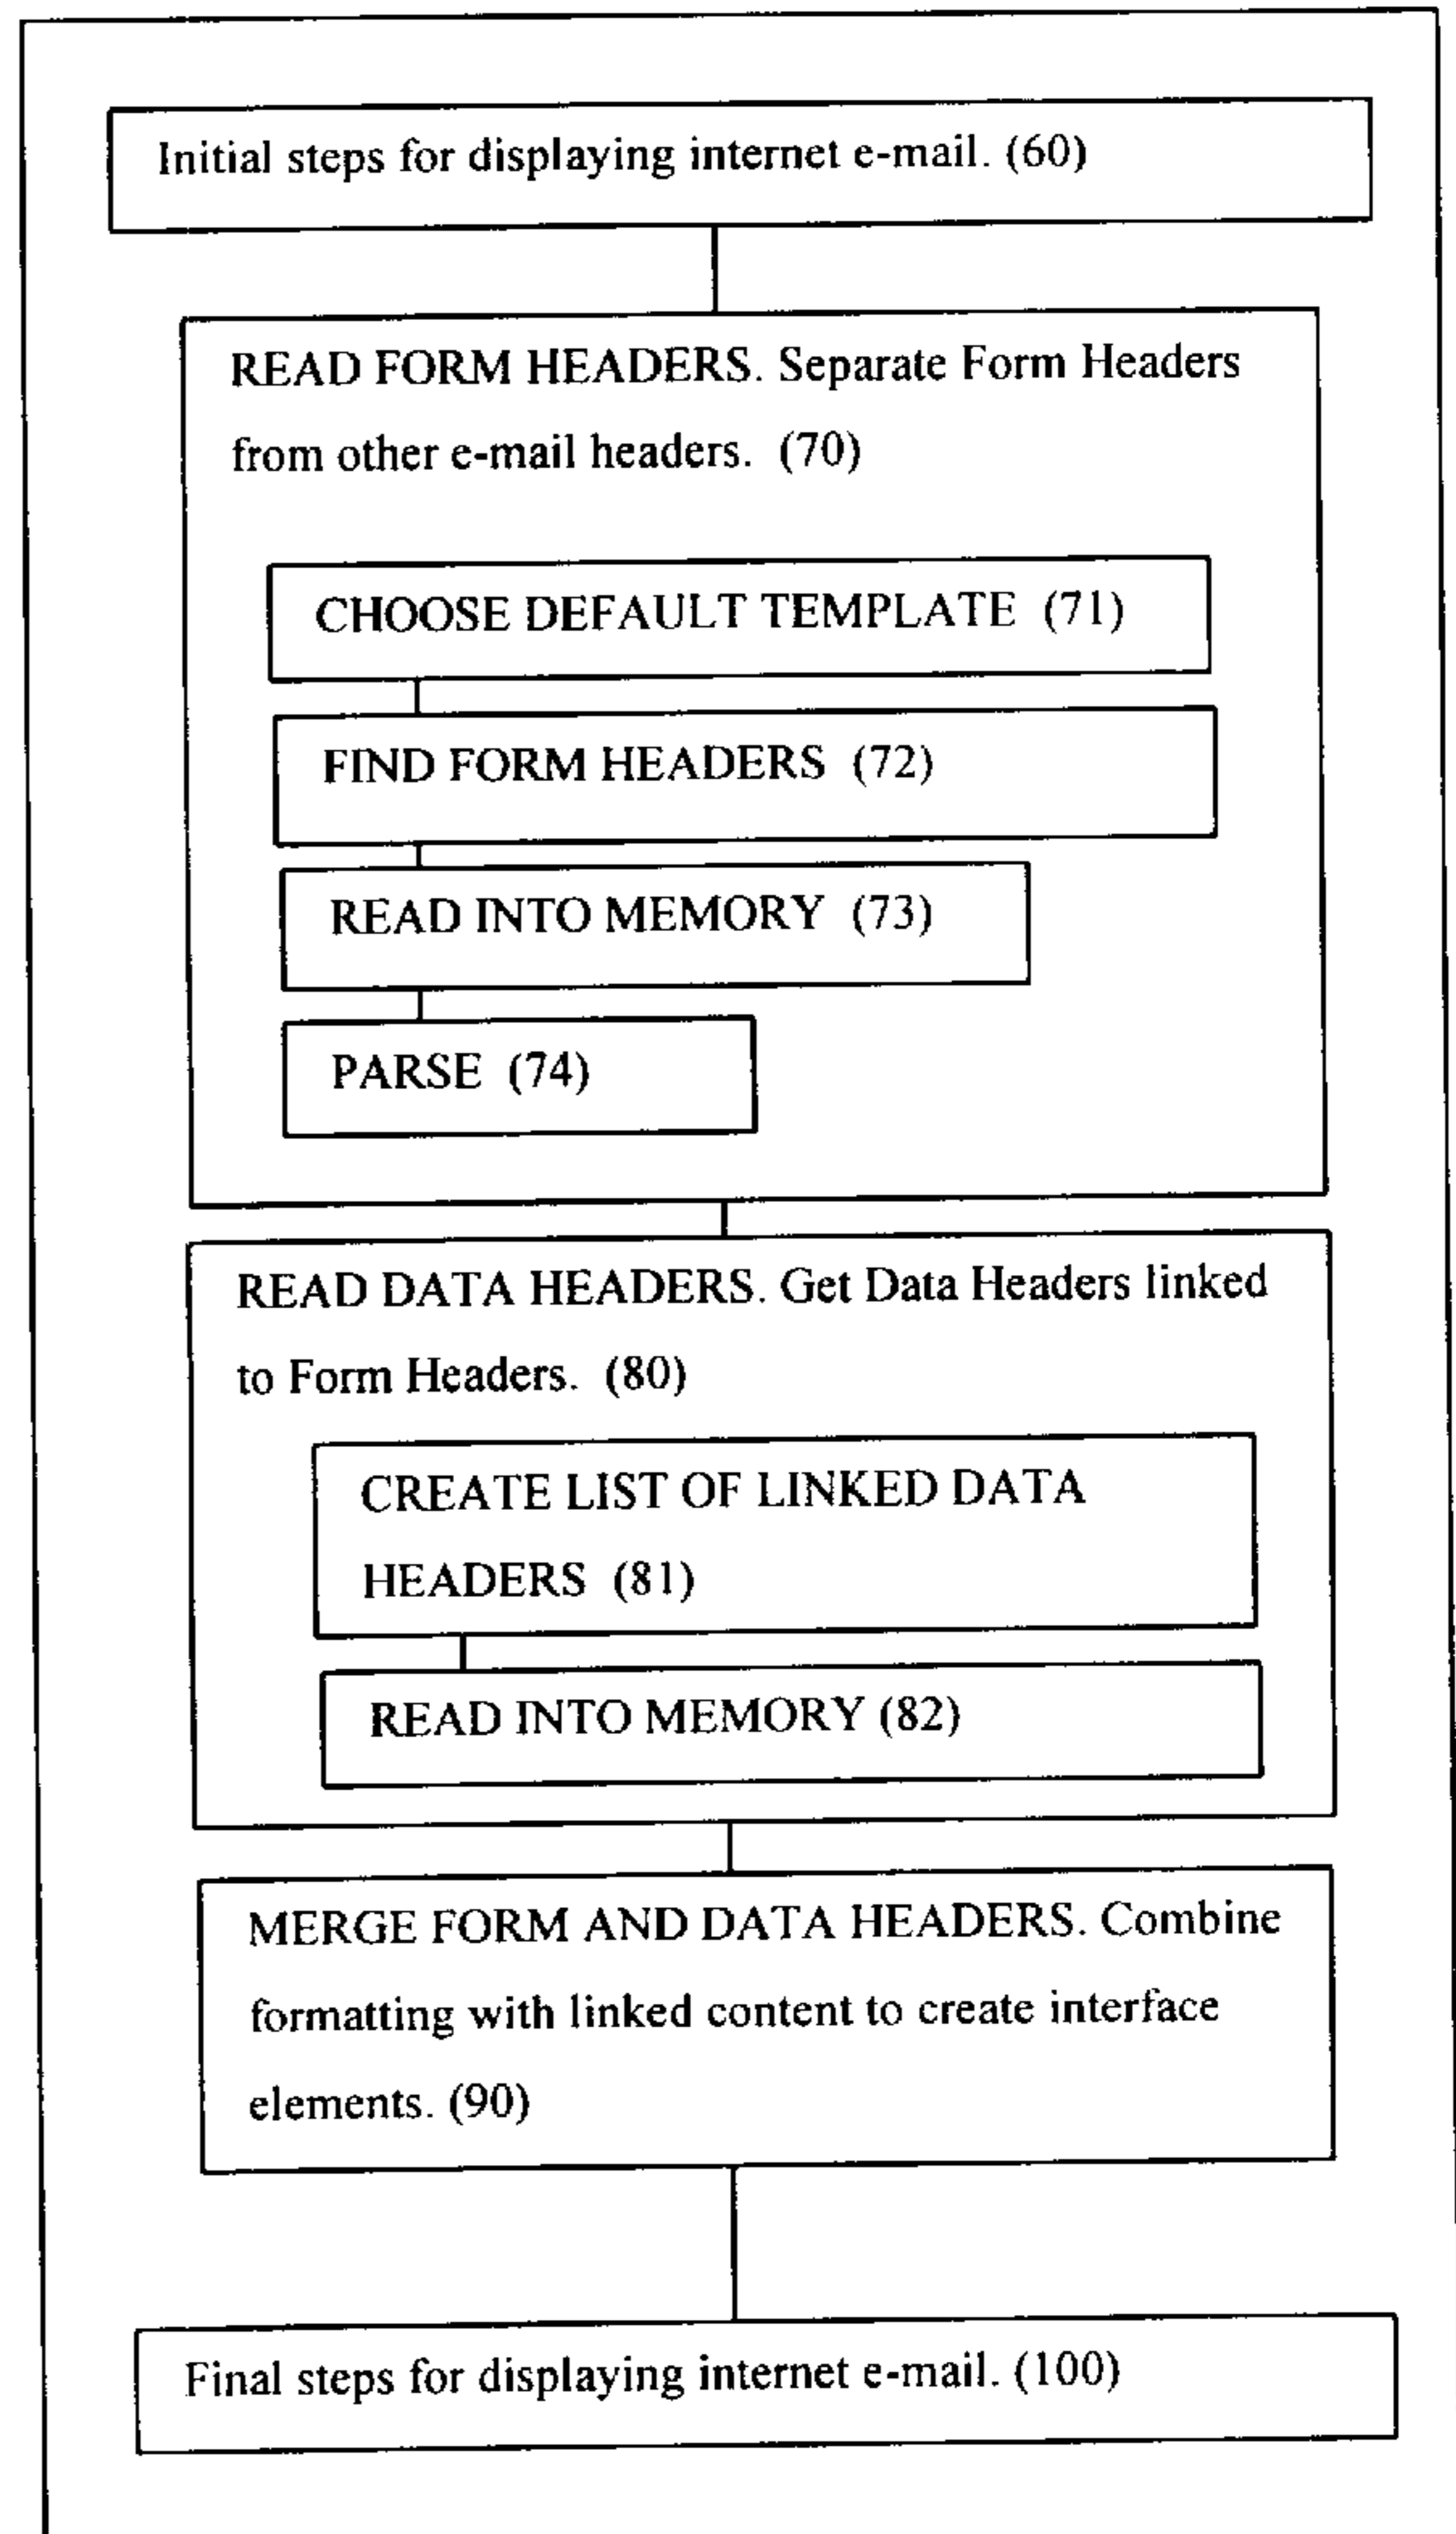 Initial steps for displaying internet e-mail. (60)
READ FORM HEADERS. Separate Form Headers
from other e-mail headers. (70)
CHOOSE DEFAULT TEMPLATE (71)
FIND FORM HEADERS (72)
READ INTO MEMORY (73)
PARSE (74)
READ DATA HEADERS. Get Data Headers linked
to Form Headers. (80)
CREATE LIST OF LINKED DATA
HEADERS (81)
READ INTO MEMORY (82)
MERGE FORM AND DATA HEADERS. Combine
formatting with linked content to create interface
elements. (90)
Final steps for displaying internet e-mail. (100)